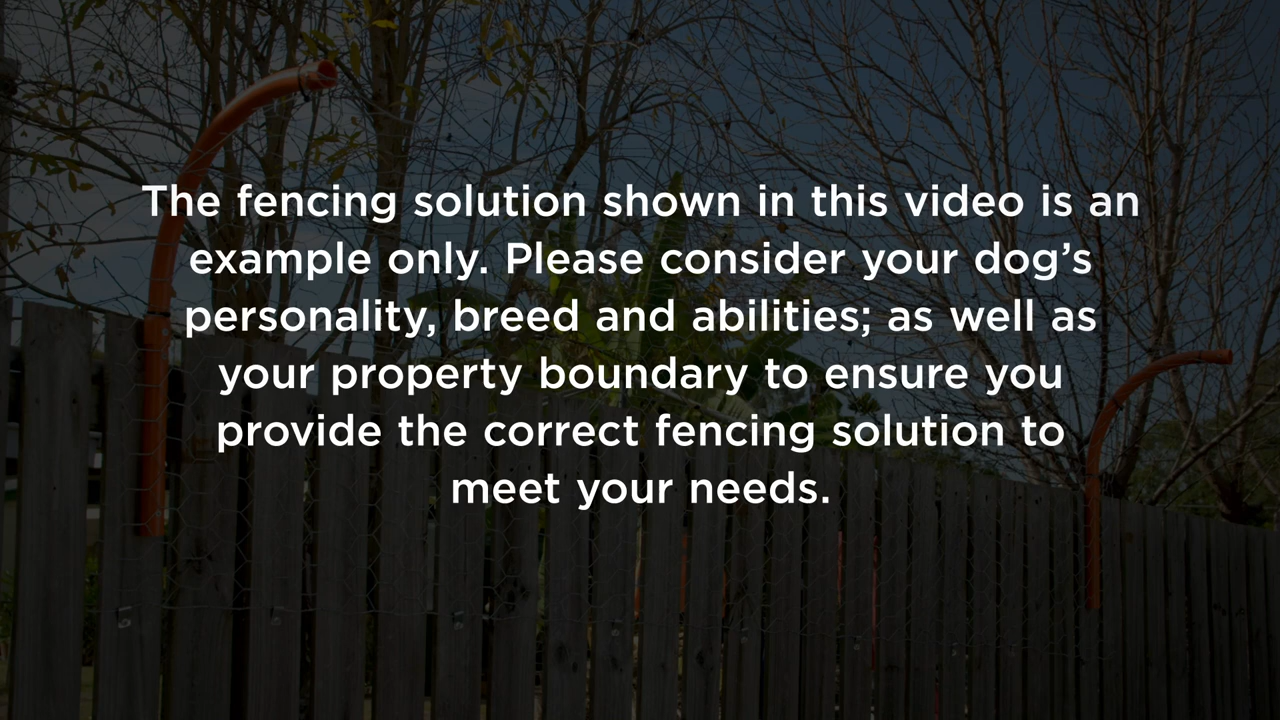 The fencing solution shown in this video is an
example only. Please consider your dog’s
personality, breed and abilities; as well as
your property boundary to ensure you
provide the correct fencing solution to
meet your needs.